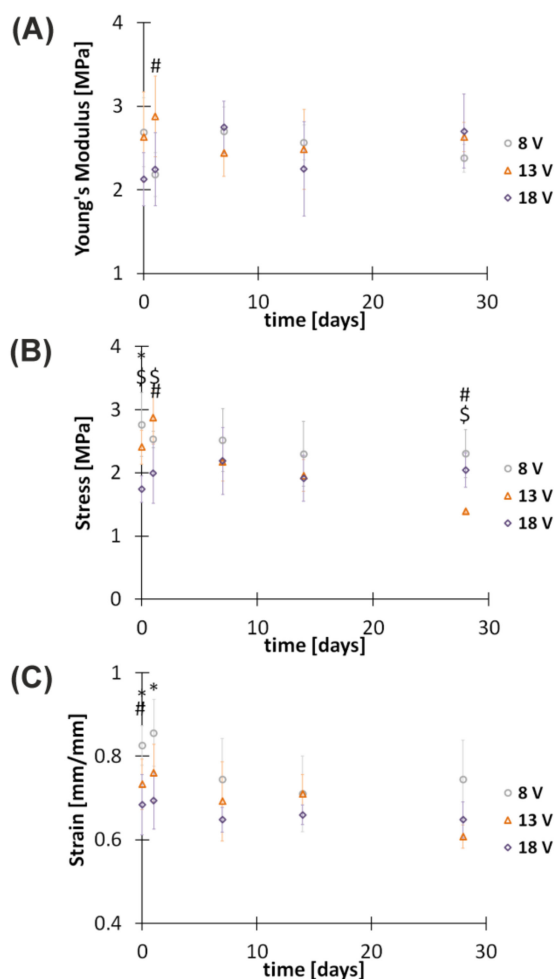 (A)
Young's Modulus [MPa]
4
3
2
1
#
0
10
20
30
time [days]
8 V
13 V
18 V
(B)
Stress [MPa]
4
3
2
1
0
*
$ $
#
#
$
0
10
20
30
time [days]
8 V
13 V
18 V
(C)
Strain [mm/mm]
1
0.8
0.6
0.4
* *
#
0
10
20
30
time [days]
8 V
13 V
18 V